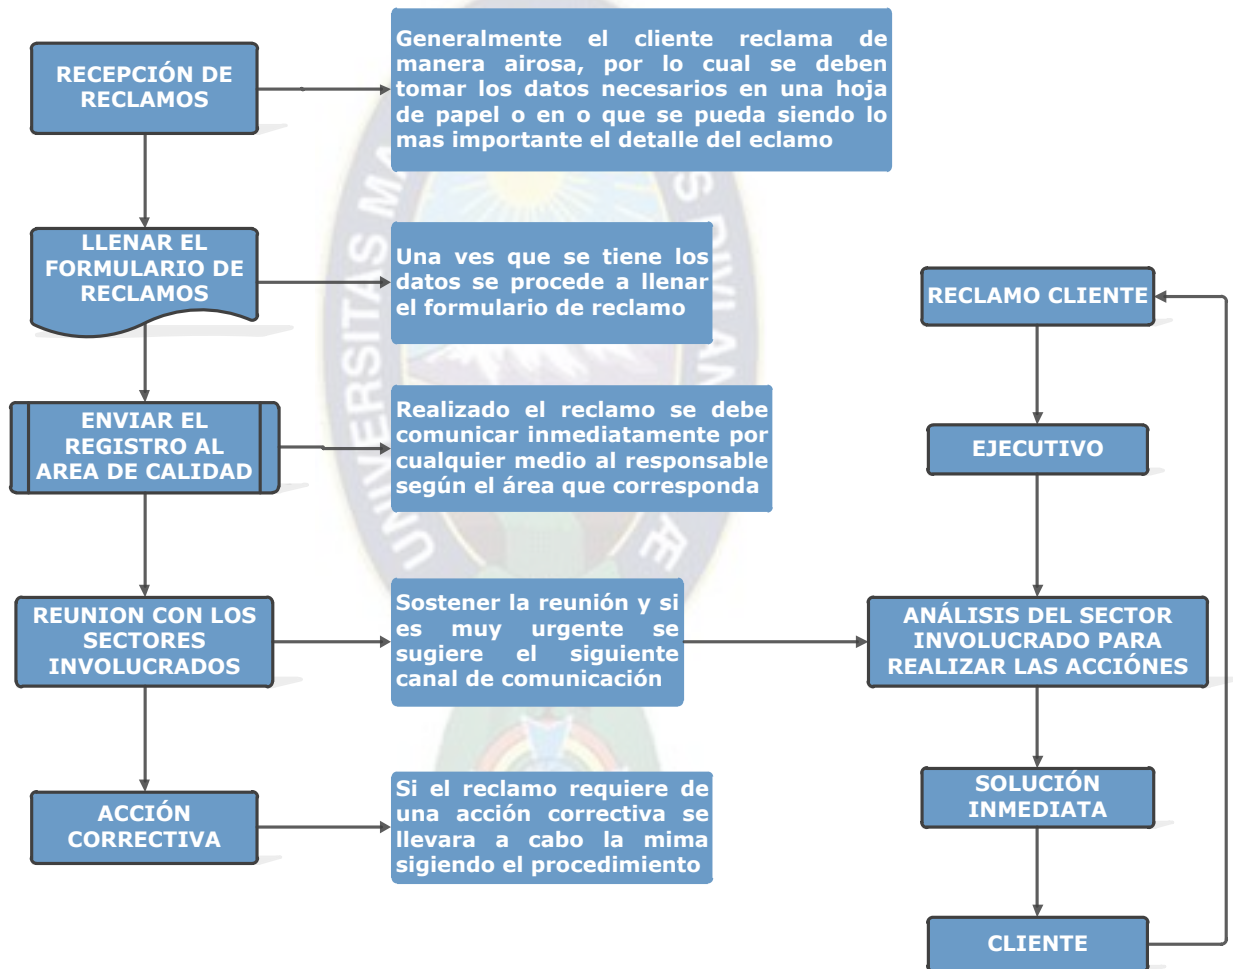 RECEPCIÓN DE
RECLAMOS
Generalmente el cliente reclama de
manera airosa, por lo cual se deben
tomar los datos necesarios en una hoja
de papel o en o que se pueda siendo lo
mas importante el detalle del eclamo
LLENAR EL
FORMULARIO DE
RECLAMOS
Una ves que se tiene los
datos se procede a llenar
el formulario de reclamo
ENVIAR EL
REGISTRO AL
AREA DE CALIDAD
Realizado el reclamo se debe
comunicar inmediatamente por
cualquier medio al responsable
según el área que corresponda
REUNION CON LOS
SECTORES
INVOLUCRADOS
Sostener la reunión y si
es muy urgente se
sugiere el siguiente
canal de comunicación
ACCIÓN
CORRECTIVA
Si el reclamo requiere de
una acción correctiva se
llevara a cabo la mima
sigiendo el procedimiento
RECLAMO CLIENTE
EJECUTIVO
ANÁLISIS DEL SECTOR
INVOLUCRADO PARA
REALIZAR LAS ACCIÓNES
SOLUCIÓN
INMEDIATA
CLIENTE
UNIVERSITAS